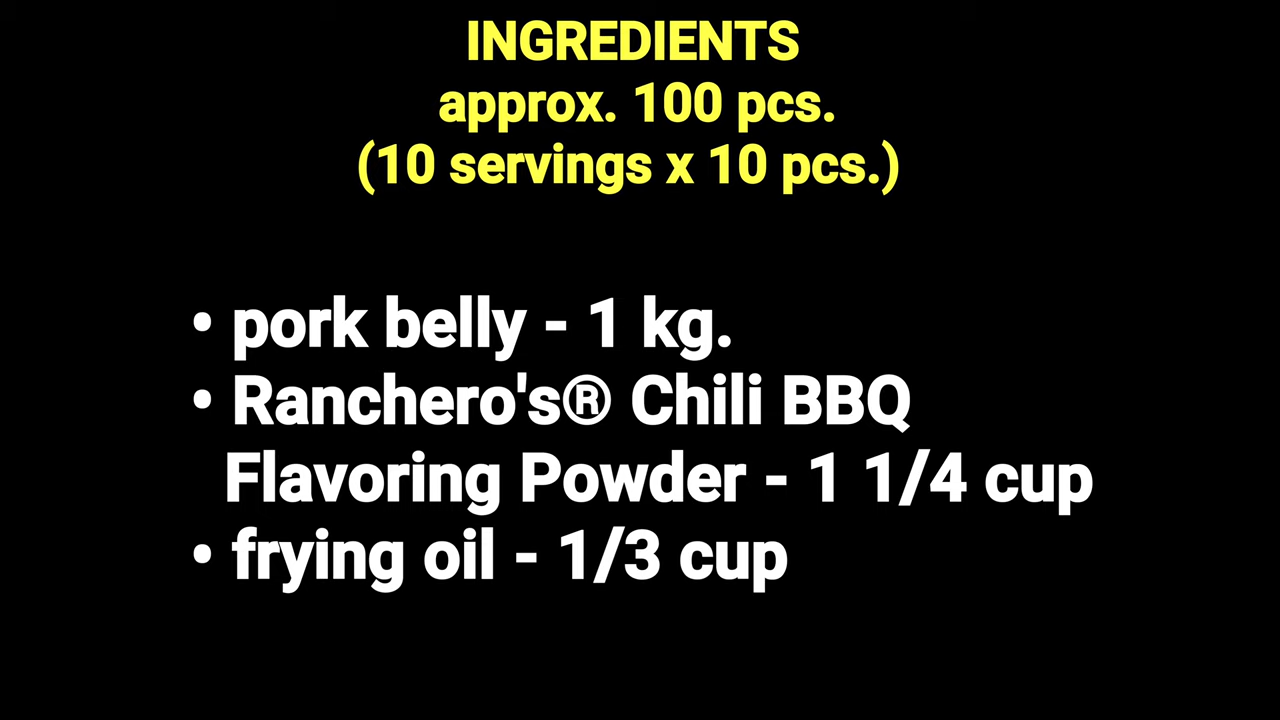 INGREDIENTS
approx. 100 pcs.
(10 servings x 10 pcs.)
• pork belly - 1 kg.
• Ranchero's® Chili BBQ
Flavoring Powder - 1 1/4 cup
• frying oil - 1/3 cup